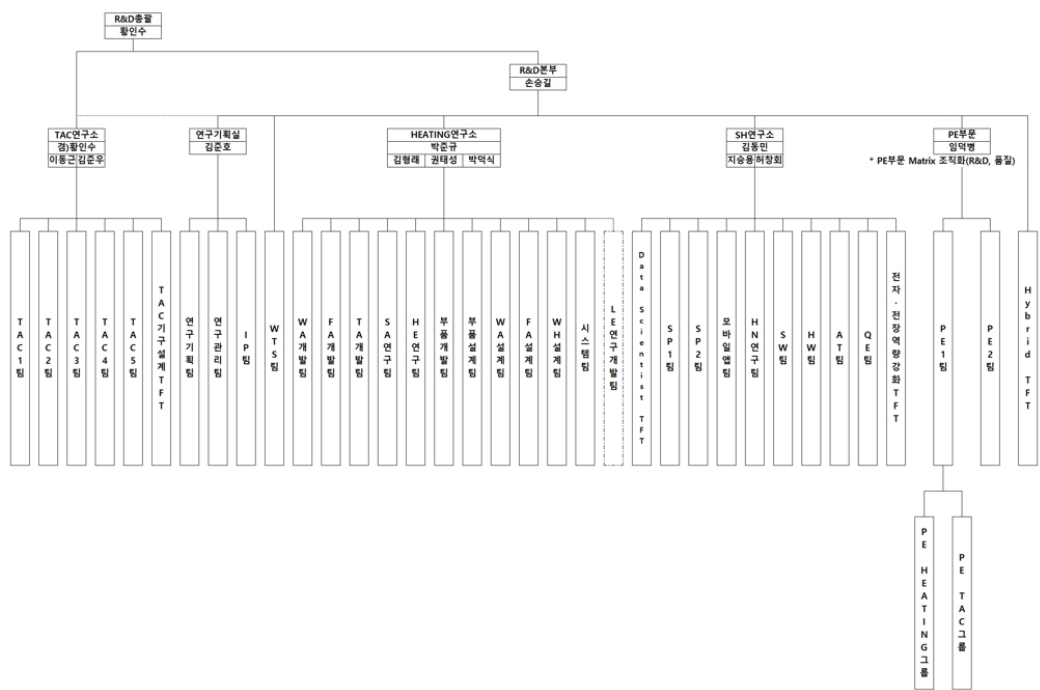 R&D총괄
황인수
R&D본부
손승길
TAC연구소
겸)황인수
이동근 김준우
연구기획실
김준호
HEATING연구소
박준규
김형래 권태성 박덕식
SH연구소
김동민
지승용 허창회
PE부문
임덕병
* PE부문 Matrix 조직화(R&D, 품질)
TAC1팀
TAC2팀
TAC3팀
TAC4팀
TAC5팀
TAC기구설계TFT
연구기획팀
연구관리팀
IP팀
WTS팀
WA개발팀
FA개발팀
TA개발팀
SA연구팀
HE연구팀
부품개발팀
부품설계팀
WA설계팀
FA설계팀
WH설계팀
시스템팀
LE연구개발팀
Data Scientist TFT
SP1팀
SP2팀
모바일앱팀
HN연구팀
SW팀
HW팀
AT팀
QE팀
전자·전장역량강화TFT
PE1팀
PE2팀
Hybrid TFT
PE HEATING그룹
PE TAC그룹